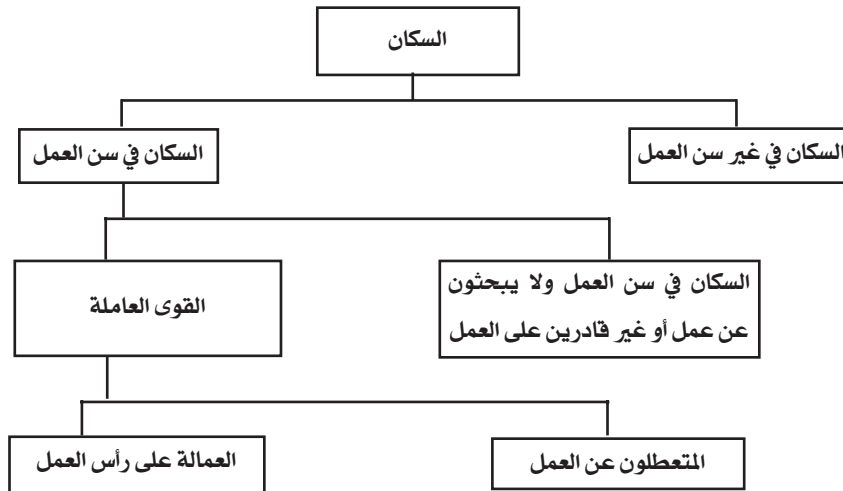 السكان
السكان في غير سن العمل
السكان في سن العمل
السكان في سن العمل ولا يبحثون
عن عمل أو غير قادرين على العمل
القوى العاملة
المتعطلون عن العمل
العمالة على رأس العمل